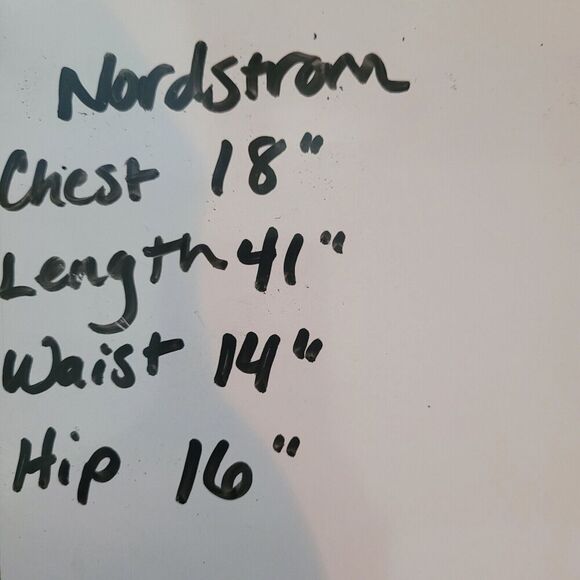 Nordstrom
Chest 18"
Length 41"
Waist 14"
Hip 16"